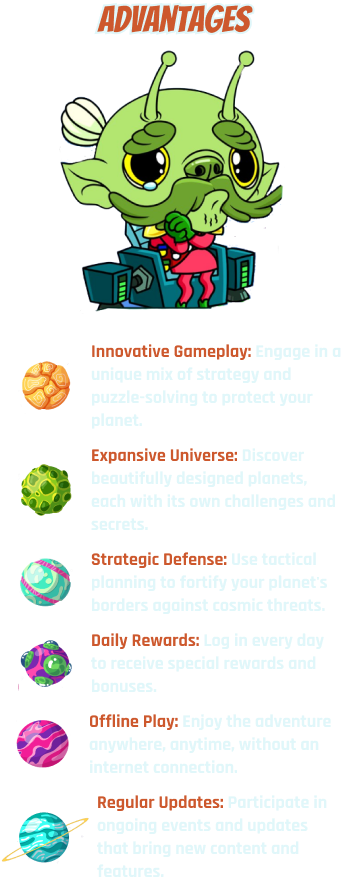 ADVANTAGES
Innovative Gameplay: Engage in a
unique mix of strategy and
puzzle-solving to protect your
planet.
Expansive Universe: Discover
beautifully designed planets,
each with its own challenges and
secrets.
Strategic Defense: Use tactical
planning to fortify your planet's
borders against cosmic threats.
Daily Rewards: Log in every day
to receive special rewards and
bonuses.
Offline Play: Enjoy the adventure
anywhere, anytime, without an
internet connection.
Regular Updates: Participate in
ongoing events and updates
that bring new content and
features.